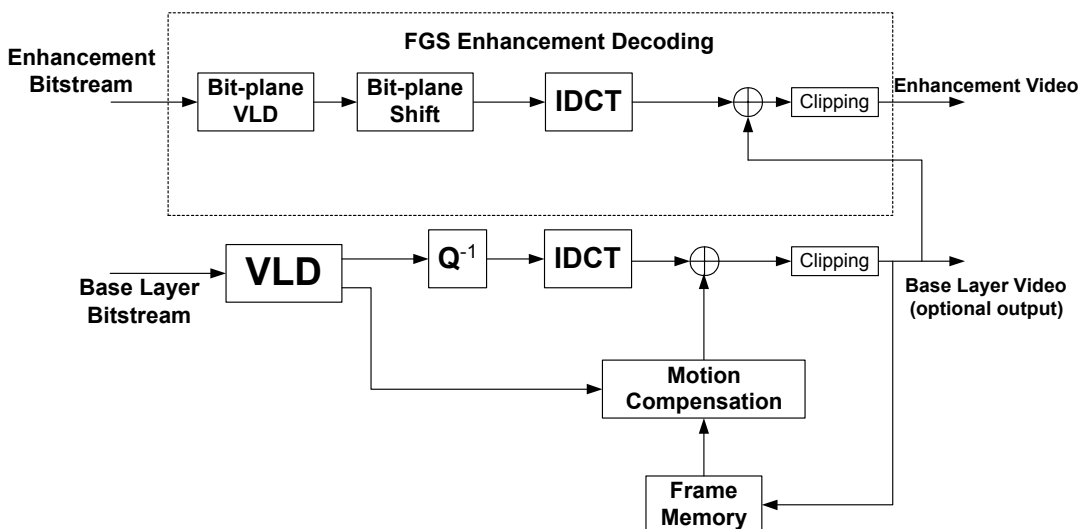 FGS Enhancement Decoding
Enhancement
Bitstream
Bit-plane
VLD
Bit-plane
Shift
IDCT
Clipping
Enhancement Video
Base Layer
Bitstream
VLD
Q-1
IDCT
Clipping
Base Layer Video
(optional output)
Motion
Compensation
Frame
Memory